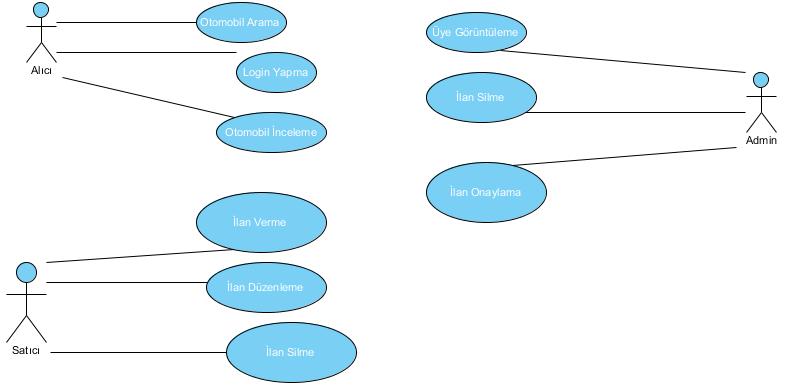 Otomobil Arama
Login Yapma
Alıcı
Otomobil İnceleme
Üye Görüntüleme
İlan Silme
Admin
İlan Onaylama
İlan Verme
İlan Düzenleme
Satıcı
İlan Silme